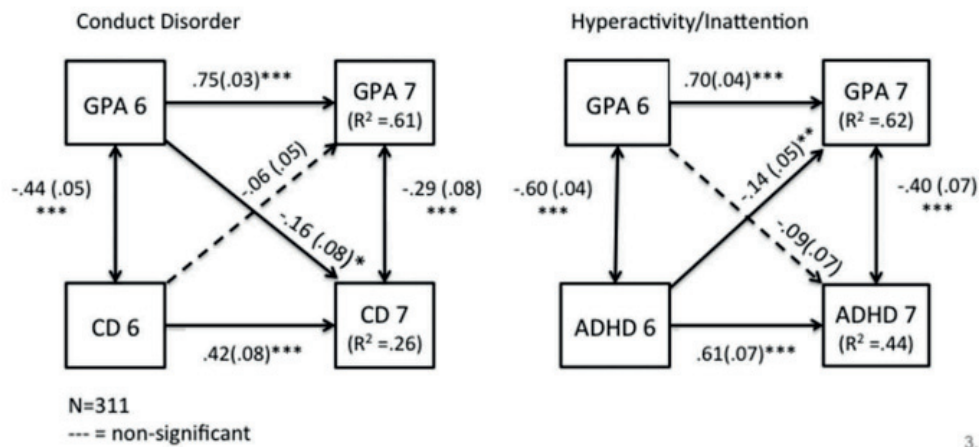 Conduct Disorder
GPA 6
.75(.03)***
GPA 7
(R² =.61)
-.44 (.05)
***
-.06 (.05)
-.16 (.08)*
-.29 (.08)
***
CD 6
.42(.08)***
CD 7
(R² =.26)
Hyperactivity/Inattention
GPA 6
.70(.04)***
GPA 7
(R² =.62)
-.60 (.04)
***
-.14 (.05)**
-.09(.07)
-.40 (.07)
***
ADHD 6
.61(.07)***
ADHD 7
(R² =.44)
N=311
--- = non-significant
3